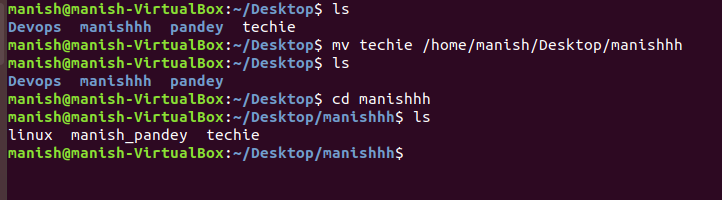 manish@manish-VirtualBox:~/Desktop$ ls
Devops  manishhh  pandey  techie
manish@manish-VirtualBox:~/Desktop$ mv techie /home/manish/Desktop/manishhh
manish@manish-VirtualBox:~/Desktop$ ls
Devops  manishhh  pandey
manish@manish-VirtualBox:~/Desktop$ cd manishhh
manish@manish-VirtualBox:~/Desktop/manishhh$ ls
linux  manish_pandey  techie
manish@manish-VirtualBox:~/Desktop/manishhh$